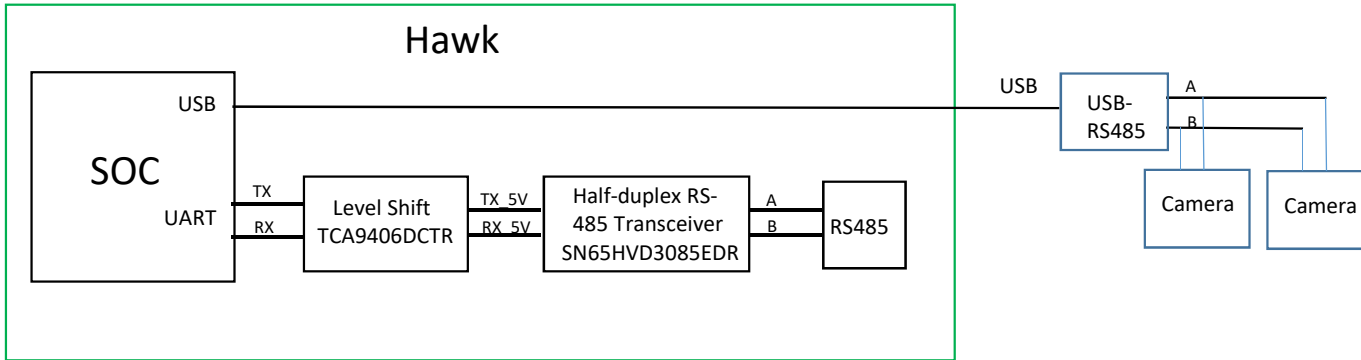 Hawk
USB
SOC
UART
TX
RX
Level Shift
TCA9406DCTR
TX_5V
RX_5V
Half-duplex RS-
485 Transceiver
SN65HVD3085EDR
A
B
RS485
USB
USB-
RS485
A
B
Camera
Camera